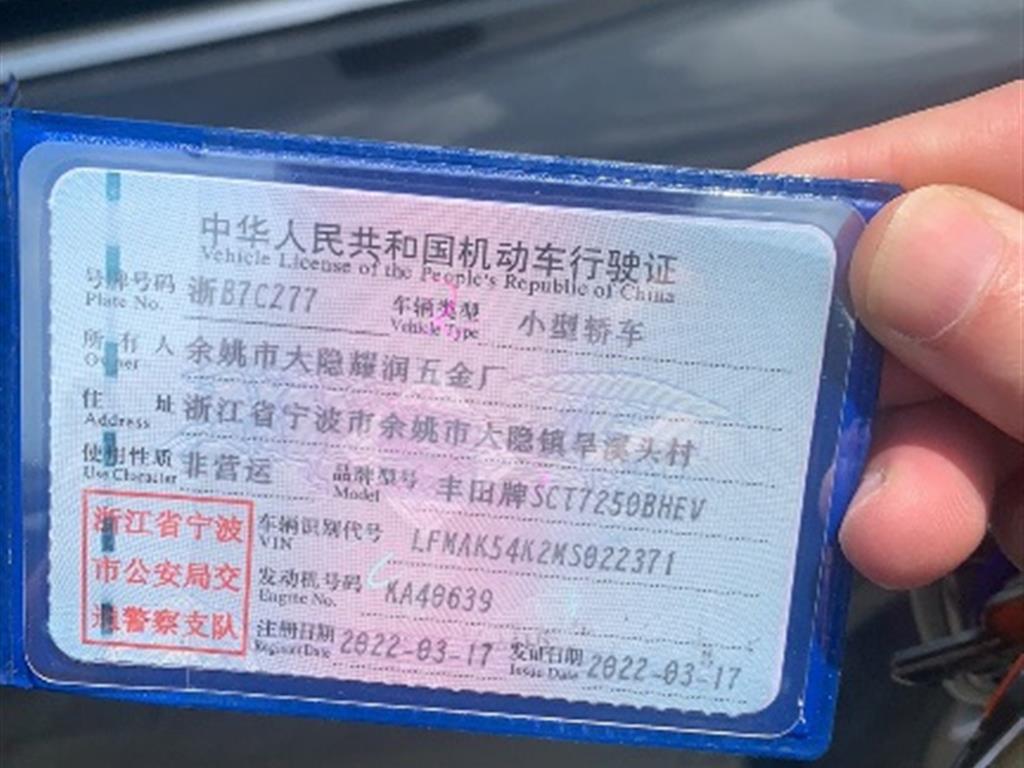 中华人民共和国机动车行驶证
Vehicle License of the People's Republic of China
号牌号码 浙B7C277 车辆类型 小型轿车
Plate No. Vehicle Type
所有人 余姚市大隐耀润五金厂
Owner
住址 浙江省宁波市余姚市大隐镇旱溪头村
Address
使用性质 非营运 品牌型号 丰田牌SCT7250BHEV
Use Character Model
浙江省宁波
市公安局交
通警察支队
车辆识别代号 LFMAK54K2MS022371
VIN
发动机号码 KA40639
Engine No.
注册日期 2022-03-17 发证日期 2022-03-17
Register Date Issue Date